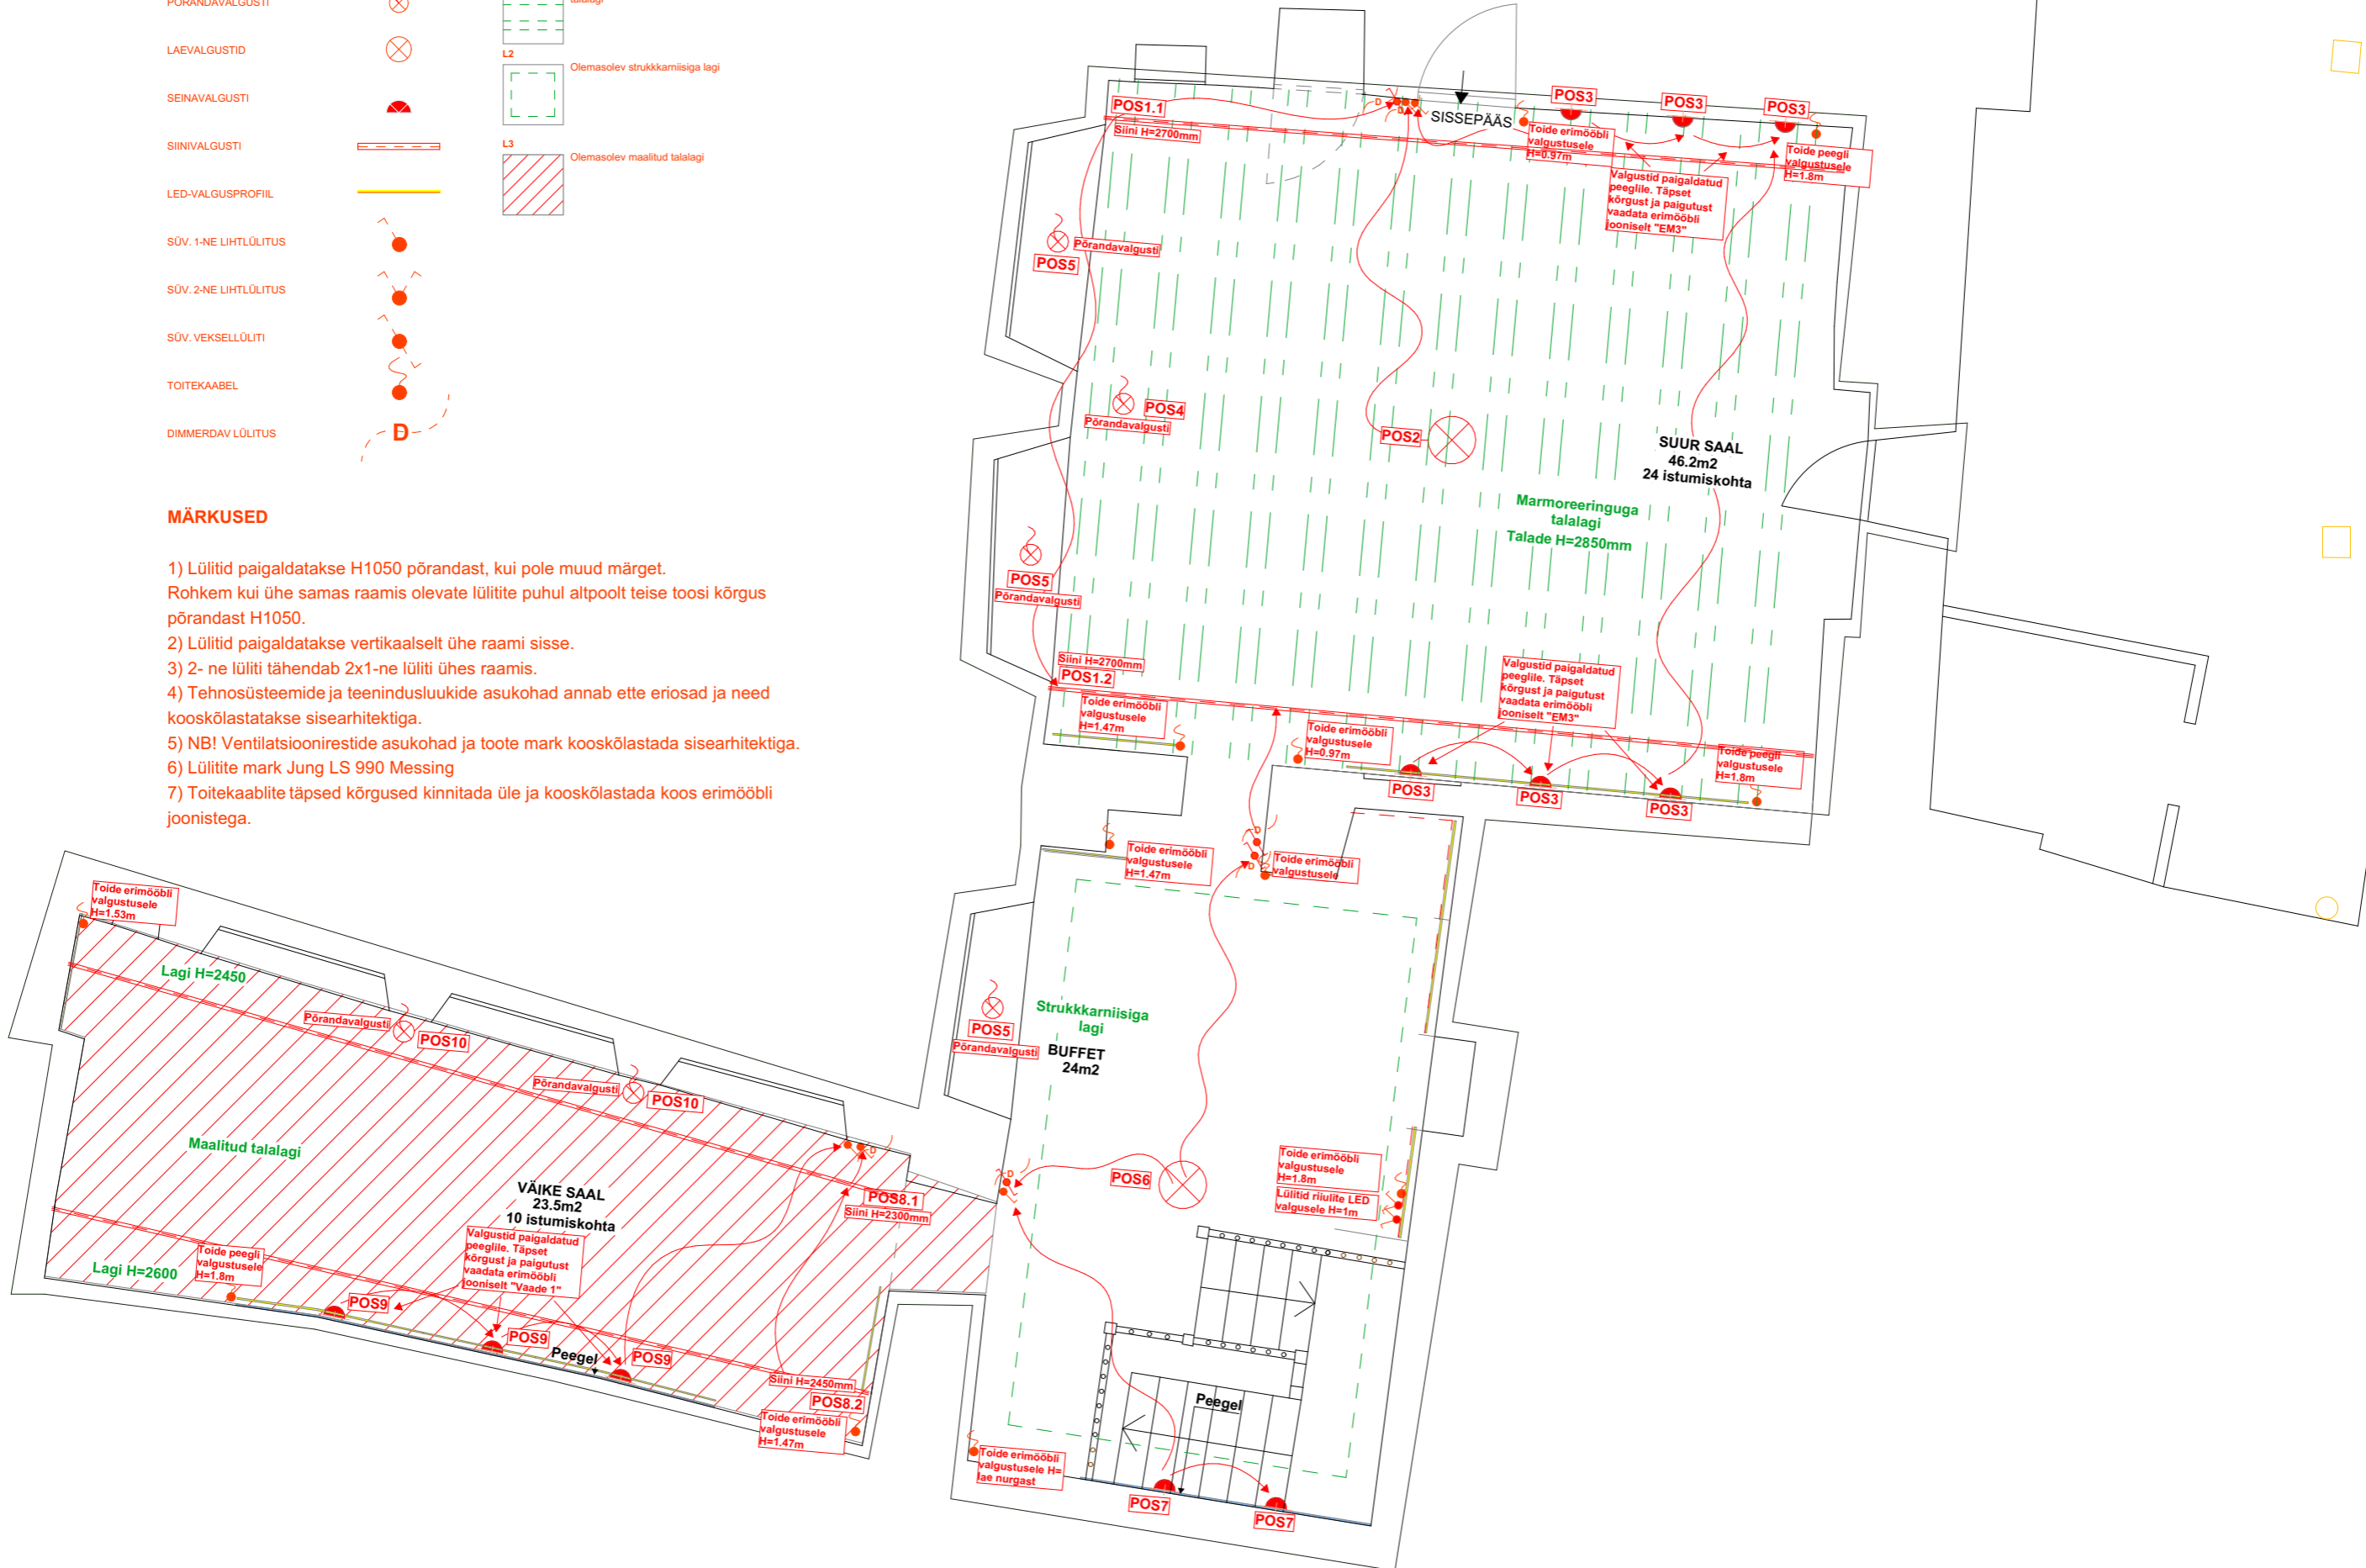 PÕRANDAVALGUSTI
LAEVALGUSTID
SEINAVALGUSTI
SIINIVALGUSTI
LED-VALGUSPROFIIL
SÜV. 1-NE LIHTLÜLITUS
SÜV. 2-NE LIHTLÜLITUS
SÜV. VEKSELLÜLITI
TOITEKAABEL
DIMMERDAV LÜLITUS
D
talalagi
L2
Olemasolev strukkkarniisiga lagi
L3
Olemasolev maalitud talalagi
MÄRKUSED
1) Lülitid paigaldatakse H1050 põrandast, kui pole muud märget.
Rohkem kui ühe samas raamis olevate lülitite puhul altpoolt teise toosi kõrgus
põrandast H1050.
2) Lülitid paigaldatakse vertikaalselt ühe raami sisse.
3) 2- ne lüliti tähendab 2x1-ne lüliti ühes raamis.
4) Tehnosüsteemide ja teenindusluukide asukohad annab ette eriosad ja need
kooskõlastatakse sisearhitektiga.
5) NB! Ventilatsioonirestide asukohad ja toote mark kooskõlastada sisearhitektiga.
6) Lülitite mark Jung LS 990 Messing
7) Toitekaablite täpsed kõrgused kinnitada üle ja kooskõlastada koos erimööbli
joonistega.
POS1.1
Siini H=2700mm
D
D
SISSEPÄÄS
POS3
POS3
POS3
Toide erimööbli
valgustusele
H=0.97m
Toide peegli
valgustusele
H=1.8m
Valgustid paigaldatud
peeglile. Täpset
kõrgust ja paigutust
vaadata erimööbli
jooniselt "EM3"
Põrandavalgusti
POS5
POS4
Põrandavalgusti
POS2
SUUR SAAL
46.2m2
24 istumiskohta
Marmoreeringuga
talalagi
Talade H=2850mm
POS5
Põrandavalgusti
Siini H=2700mm
POS1.2
Toide erimööbli
valgustusele
H=1.47m
Toide erimööbli
valgustusele
H=0.97m
Valgustid paigaldatud
peeglile. Täpset
kõrgust ja paigutust
vaadata erimööbli
jooniselt "EM3"
Toide peegli
valgustusele
H=1.8m
POS3
POS3
POS3
Toide erimööbli
valgustusele
H=1.47m
D
D
Toide erimööbli
valgustusele
Strukkkarniisiga
lagi
POS5
Põrandavalgusti
BUFFET
24m2
POS6
D
Toide erimööbli
valgustusele
H=1.8m
Lülitid riiulite LED
valgusele H=1m
Peegel
Toide erimööbli
valgustusele H=
lae nurgast
POS7
POS7
Toide erimööbli
valgustusele
H=1.53m
Lagi H=2450
Põrandavalgusti
POS10
Põrandavalgusti
POS10
Maalitud talalagi
D
VÄIKE SAAL
23.5m2
10 istumiskohta
POS8.1
Siini H=2300mm
Valgustid paigaldatud
peeglile. Täpset
kõrgust ja paigutust
vaadata erimööbli
jooniselt "Vaade 1"
Toide peegli
valgustusele
H=1.8m
Lagi H=2600
POS9
POS9
POS9
Peegel
Siini H=2450mm
POS8.2
Toide erimööbli
valgustusele
H=1.47m